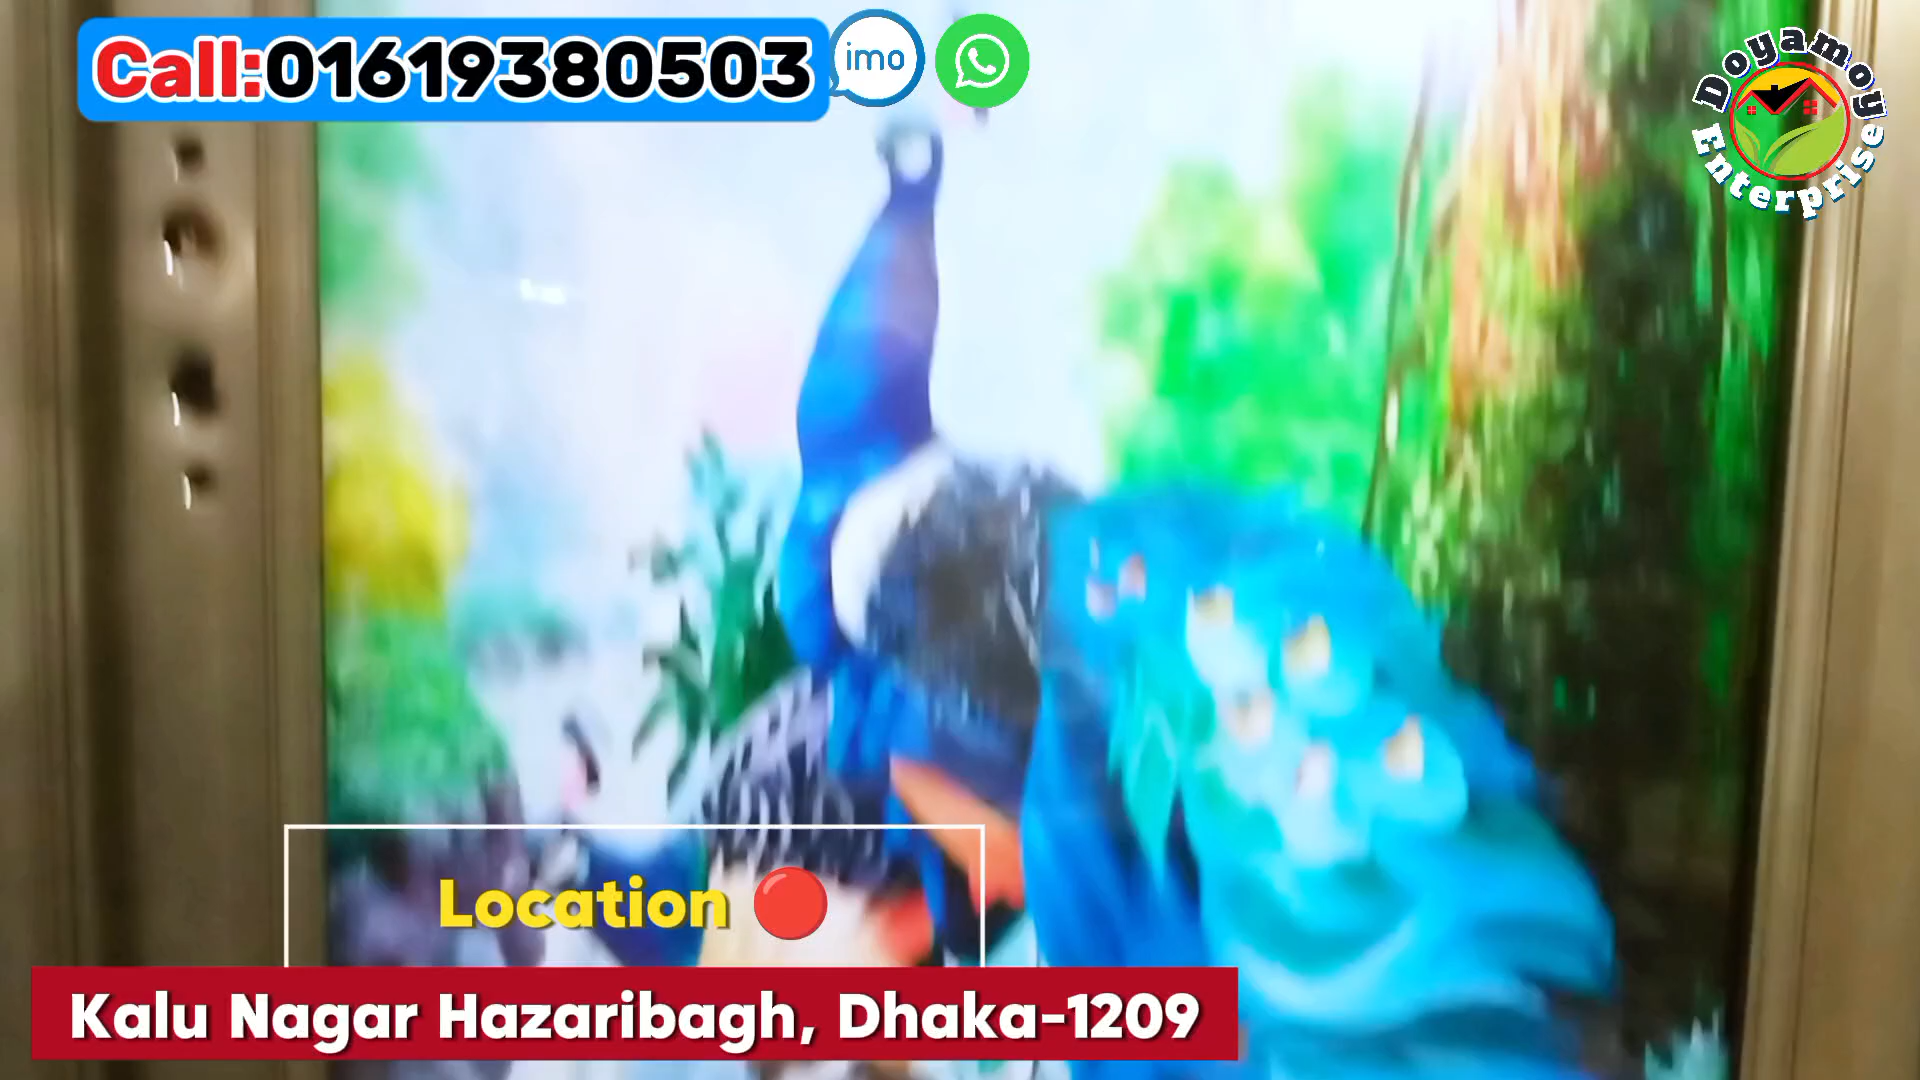 Call:01619380503
imo
Doyamoy
Enterprise
Location
Kalu Nagar Hazaribagh, Dhaka-1209